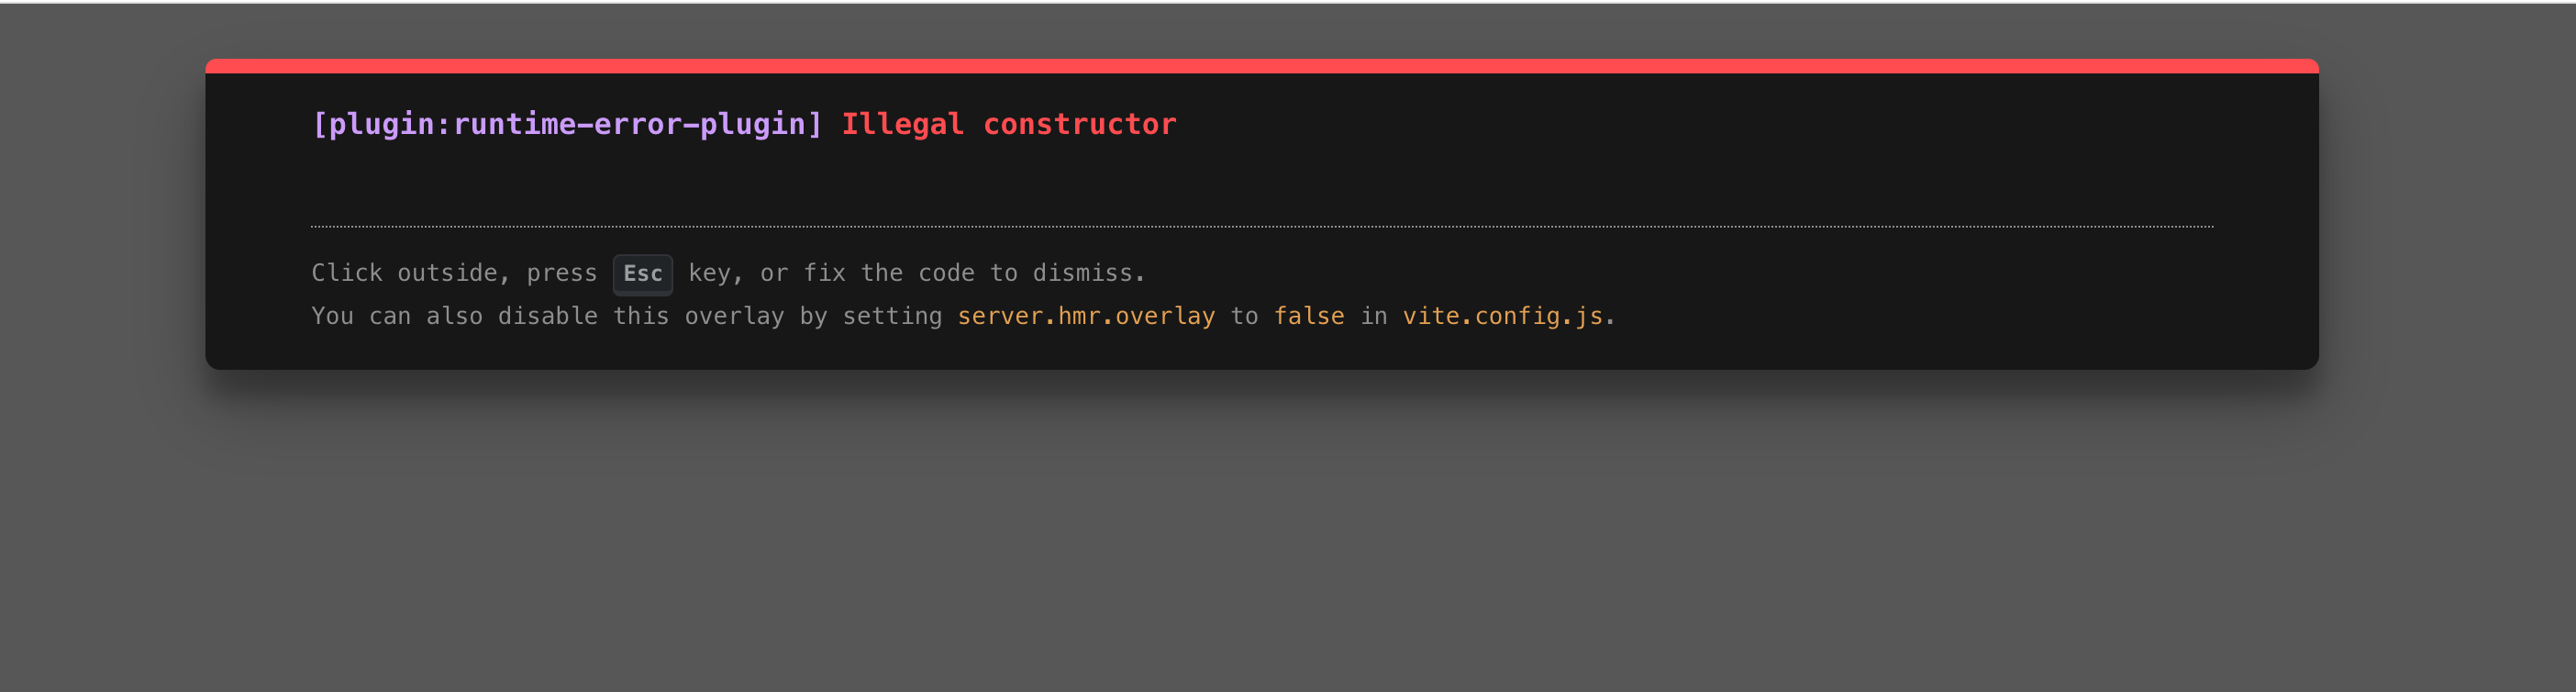 [plugin:runtime-error-plugin] Illegal constructor
Click outside, press Esc key, or fix the code to dismiss.
You can also disable this overlay by setting server.hmr.overlay to false in vite.config.js.